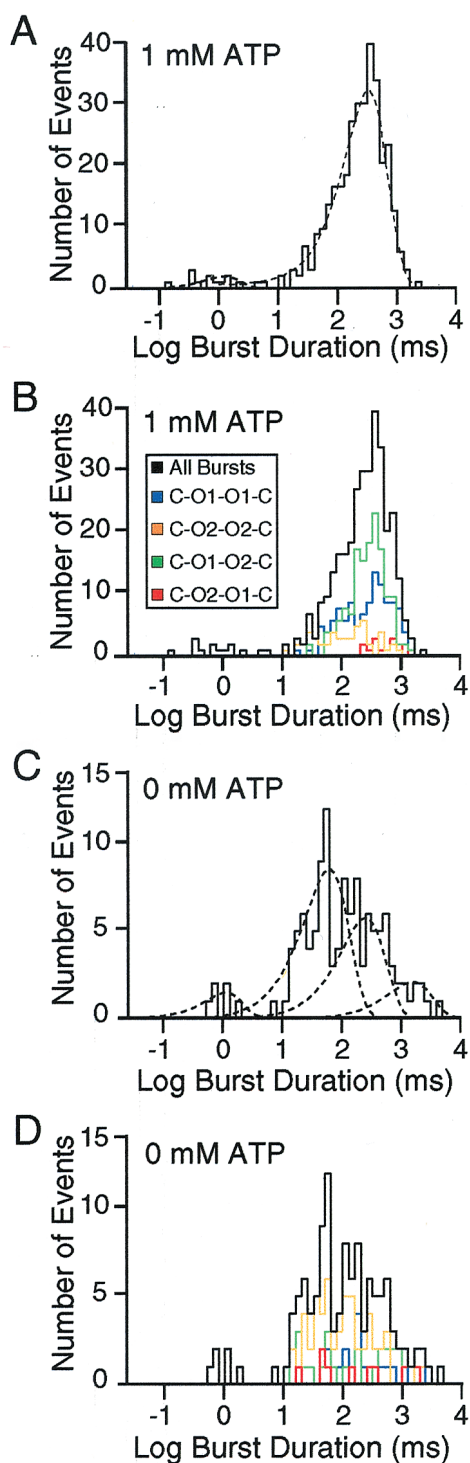 A
1 mM ATP
Number of Events
40
30
20
10
0
-1 0 1 2 3 4
Log Burst Duration (ms)
B
1 mM ATP
Number of Events
40
30
20
10
0
All Bursts
C-O1-O1-C
C-O2-O2-C
C-O1-O2-C
C-O2-O1-C
-1 0 1 2 3 4
Log Burst Duration (ms)
C
0 mM ATP
Number of Events
15
10
5
0
-1 0 1 2 3 4
Log Burst Duration (ms)
D
0 mM ATP
Number of Events
15
10
5
0
-1 0 1 2 3 4
Log Burst Duration (ms)